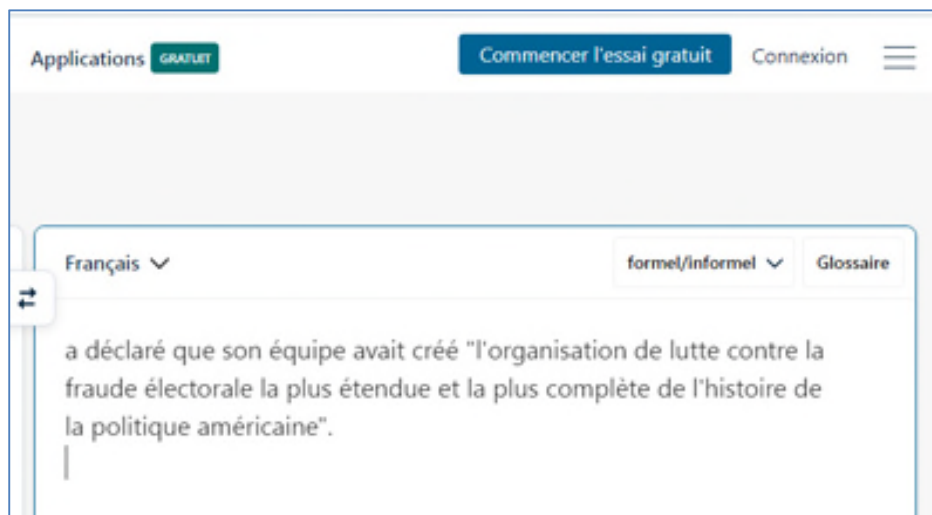 Applications GRATUIT Commencer l'essai gratuit Connexion
Français formel/informel Glossaire
a déclaré que son équipe avait créé "l'organisation de lutte contre la
fraude électorale la plus étendue et la plus complète de l'histoire de
la politique américaine".